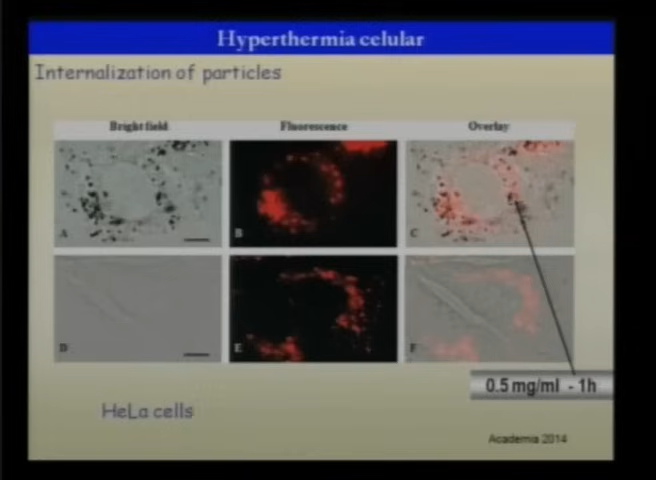 Hyperthermia celular
Internalization of particles
Bright field Fluorescence Overlay
A B C
D E F
0.5 mg/ml - 1h
HeLa cells
Academia 2014